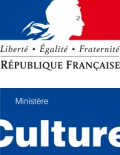 Liberté • Égalité • Fraternité
RÉPUBLIQUE FRANÇAISE
Ministère
Culture